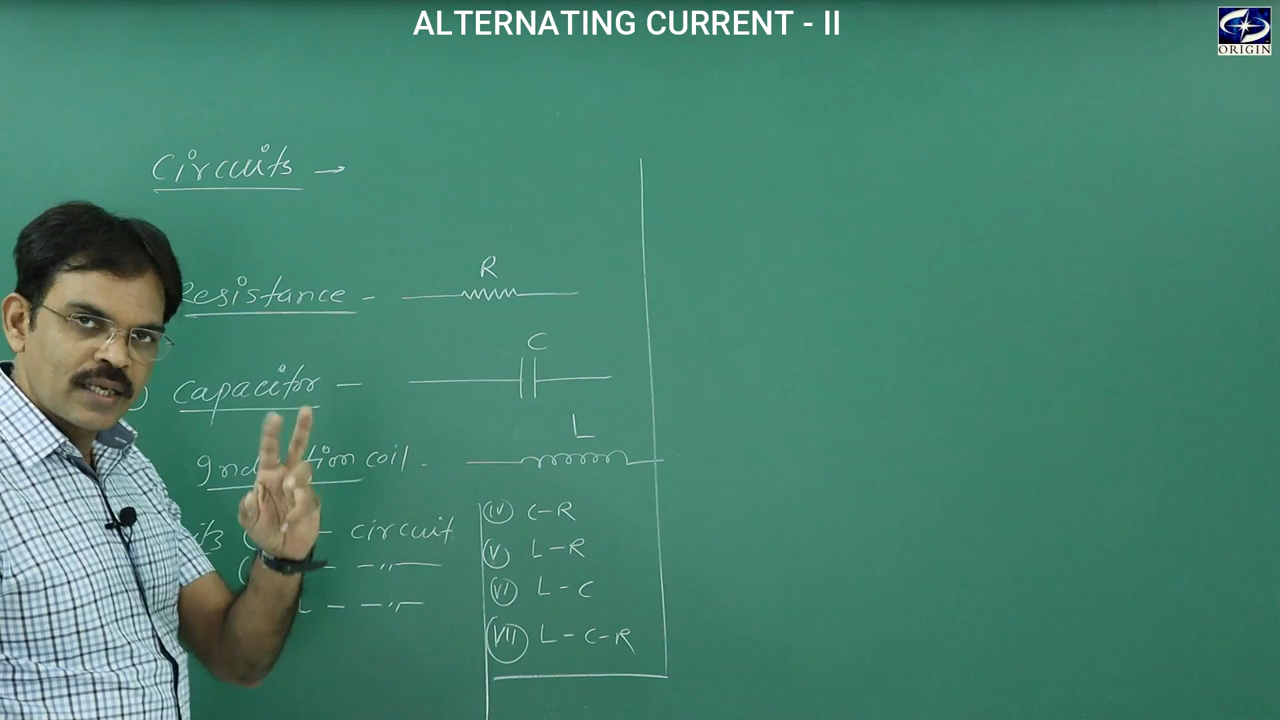 ALTERNATING CURRENT - II
ORIGIN
Circuits →
Resistance - R
Capacitor - C
coil - L
- circuit
- -〃-
- -〃-
(iv) C-R
(v) L-R
(vi) L-C
(VII) L-C-R